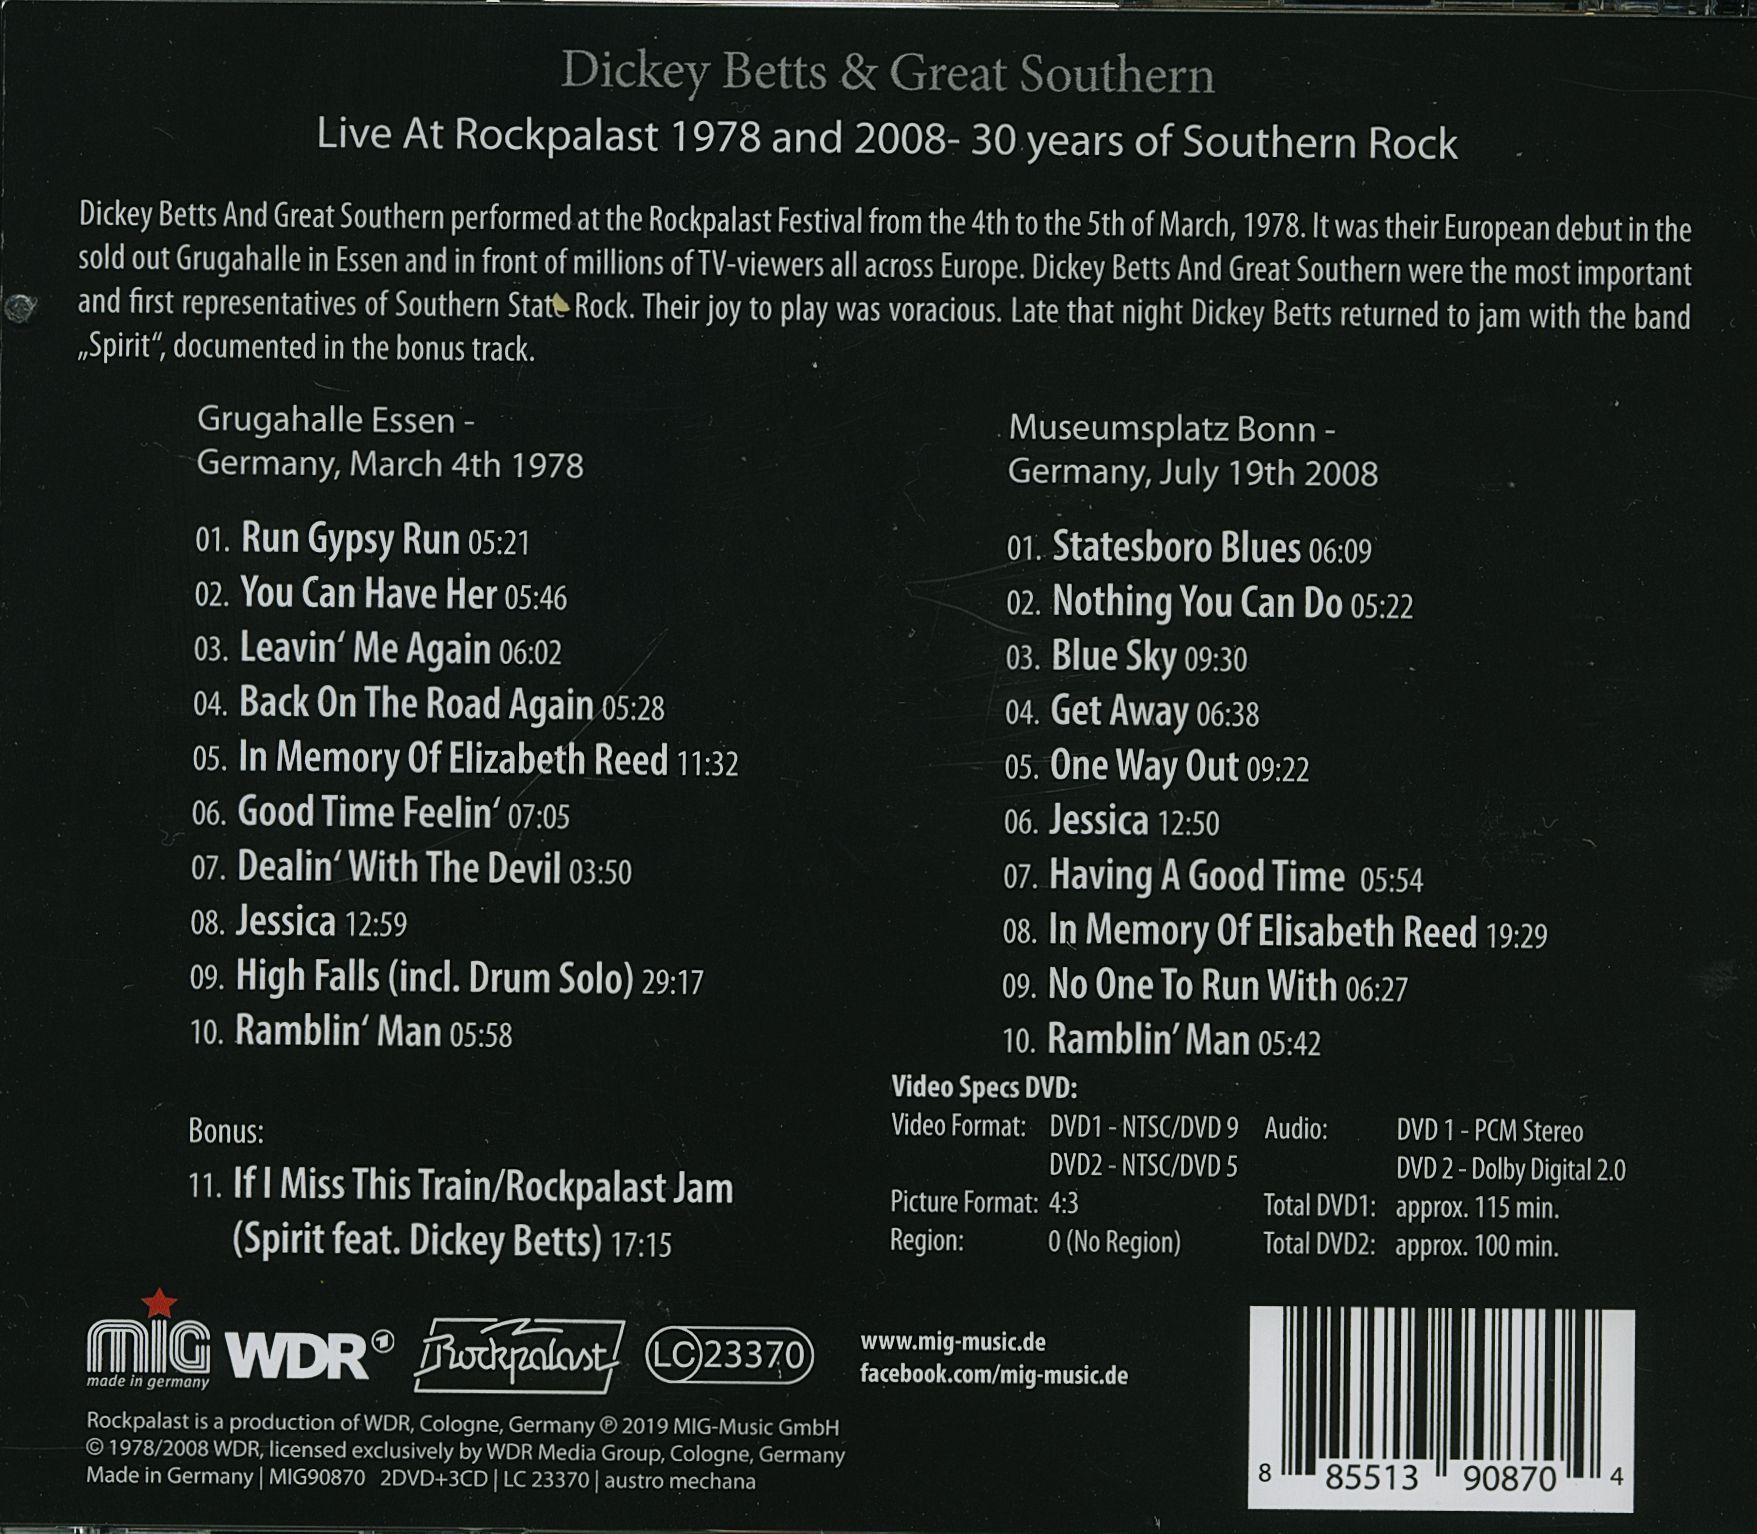 Dickey Betts & Great Southern
Live At Rockpalast 1978 and 2008- 30 years of Southern Rock
Dickey Betts And Great Southern performed at the Rockpalast Festival from the 4th to the 5th of March, 1978. It was their European debut in the
sold out Grugahalle in Essen and in front of millions of TV-viewers all across Europe. Dickey Betts And Great Southern were the most important
and first representatives of Southern State Rock. Their joy to play was voracious. Late that night Dickey Betts returned to jam with the band
„Spirit“, documented in the bonus track.
Grugahalle Essen -
Germany, March 4th 1978
01. Run Gypsy Run 05:21
02. You Can Have Her 05:46
03. Leavin‘ Me Again 06:02
04. Back On The Road Again 05:28
05. In Memory Of Elizabeth Reed 11:32
06. Good Time Feelin‘ 07:05
07. Dealin‘ With The Devil 03:50
08. Jessica 12:59
09. High Falls (incl. Drum Solo) 29:17
10. Ramblin‘ Man 05:58
Bonus:
11. If I Miss This Train/Rockpalast Jam
(Spirit feat. Dickey Betts) 17:15
Museumsplatz Bonn -
Germany, July 19th 2008
01. Statesboro Blues 06:09
02. Nothing You Can Do 05:22
03. Blue Sky 09:30
04. Get Away 06:38
05. One Way Out 09:22
06. Jessica 12:50
07. Having A Good Time 05:54
08. In Memory Of Elisabeth Reed 19:29
09. No One To Run With 06:27
10. Ramblin’ Man 05:42
Video Specs DVD:
Video Format: DVD1 - NTSC/DVD 9 Audio: DVD 1 - PCM Stereo
DVD2 - NTSC/DVD 5 DVD 2 - Dolby Digital 2.0
Picture Format: 4:3 Total DVD1: approx. 115 min.
Region: 0 (No Region) Total DVD2: approx. 100 min.
mig
made in germany
WDR 1
Rockpalast
LC 23370
www.mig-music.de
facebook.com/mig-music.de
Rockpalast is a production of WDR, Cologne, Germany ℗ 2019 MIG-Music GmbH
© 1978/2008 WDR, licensed exclusively by WDR Media Group, Cologne, Germany
Made in Germany | MIG90870 2DVD+3CD | LC 23370 | austro mechana
8 85513 90870 4